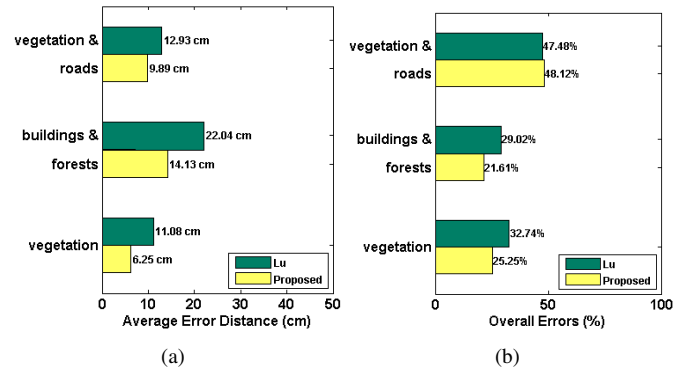 vegetation &
roads
12.93 cm
9.89 cm
buildings &
forests
22.04 cm
14.13 cm
vegetation
11.08 cm
6.25 cm
Lu
Proposed
0 10 20 30 40 50
Average Error Distance (cm)
(a)
vegetation &
roads
47.48%
48.12%
buildings &
forests
29.02%
21.61%
vegetation
32.74%
25.25%
Lu
Proposed
0 50 100
Overall Errors (%)
(b)